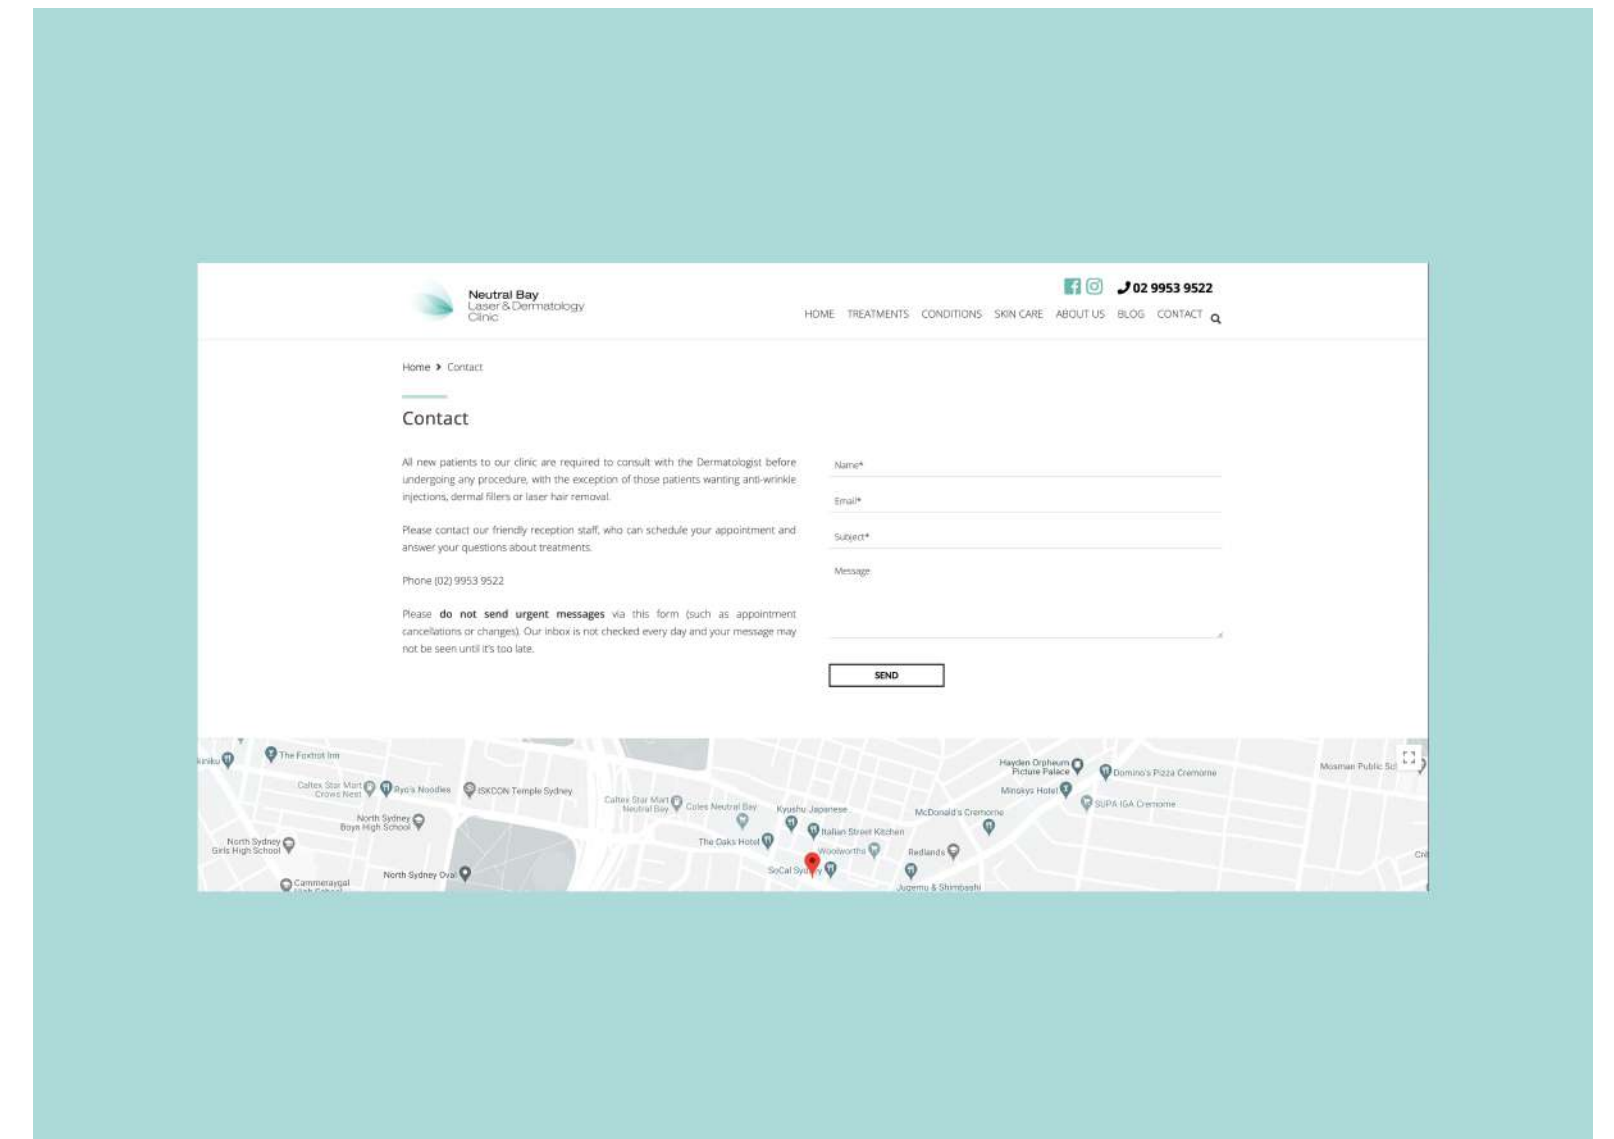 Neutral Bay
Laser & Dermatology
Clinic
02 9953 9522
HOME TREATMENTS CONDITIONS SKIN CARE ABOUT US BLOG CONTACT
Home > Contact
Contact
All new patients to our clinic are required to consult with the Dermatologist before
undergoing any procedure, with the exception of those patients wanting anti-wrinkle
injections, dermal fillers or laser hair removal.
Please contact our friendly reception staff, who can schedule your appointment and
answer your questions about treatments.
Phone (02) 9953 9522
Please do not send urgent messages via this form (such as appointment
cancellations or changes). Our inbox is not checked every day and your message may
not be seen until it's too late.
Name*
Email*
Subject*
Message
SEND
The Foxtrot Inn
Caltex Star Mart
Crows Nest
Ryo's Noodles
ISKCON Temple Sydney
North Sydney
Boys High School
North Sydney
Girls High School
Cammeraygal
High School
North Sydney Oval
Caltex Star Mart
Neutral Bay
Coles Neutral Bay
Kyushu Japanese
The Oaks Hotel
Italian Street Kitchen
Woolworths
SoCal Sydney
McDonald's Cremorne
Redlands
Jugemu & Shimbashi
Hayden Orpheum
Picture Palace
Minskys Hotel
Domino's Pizza Cremorne
SUPA IGA Cremorne
Mosman Public